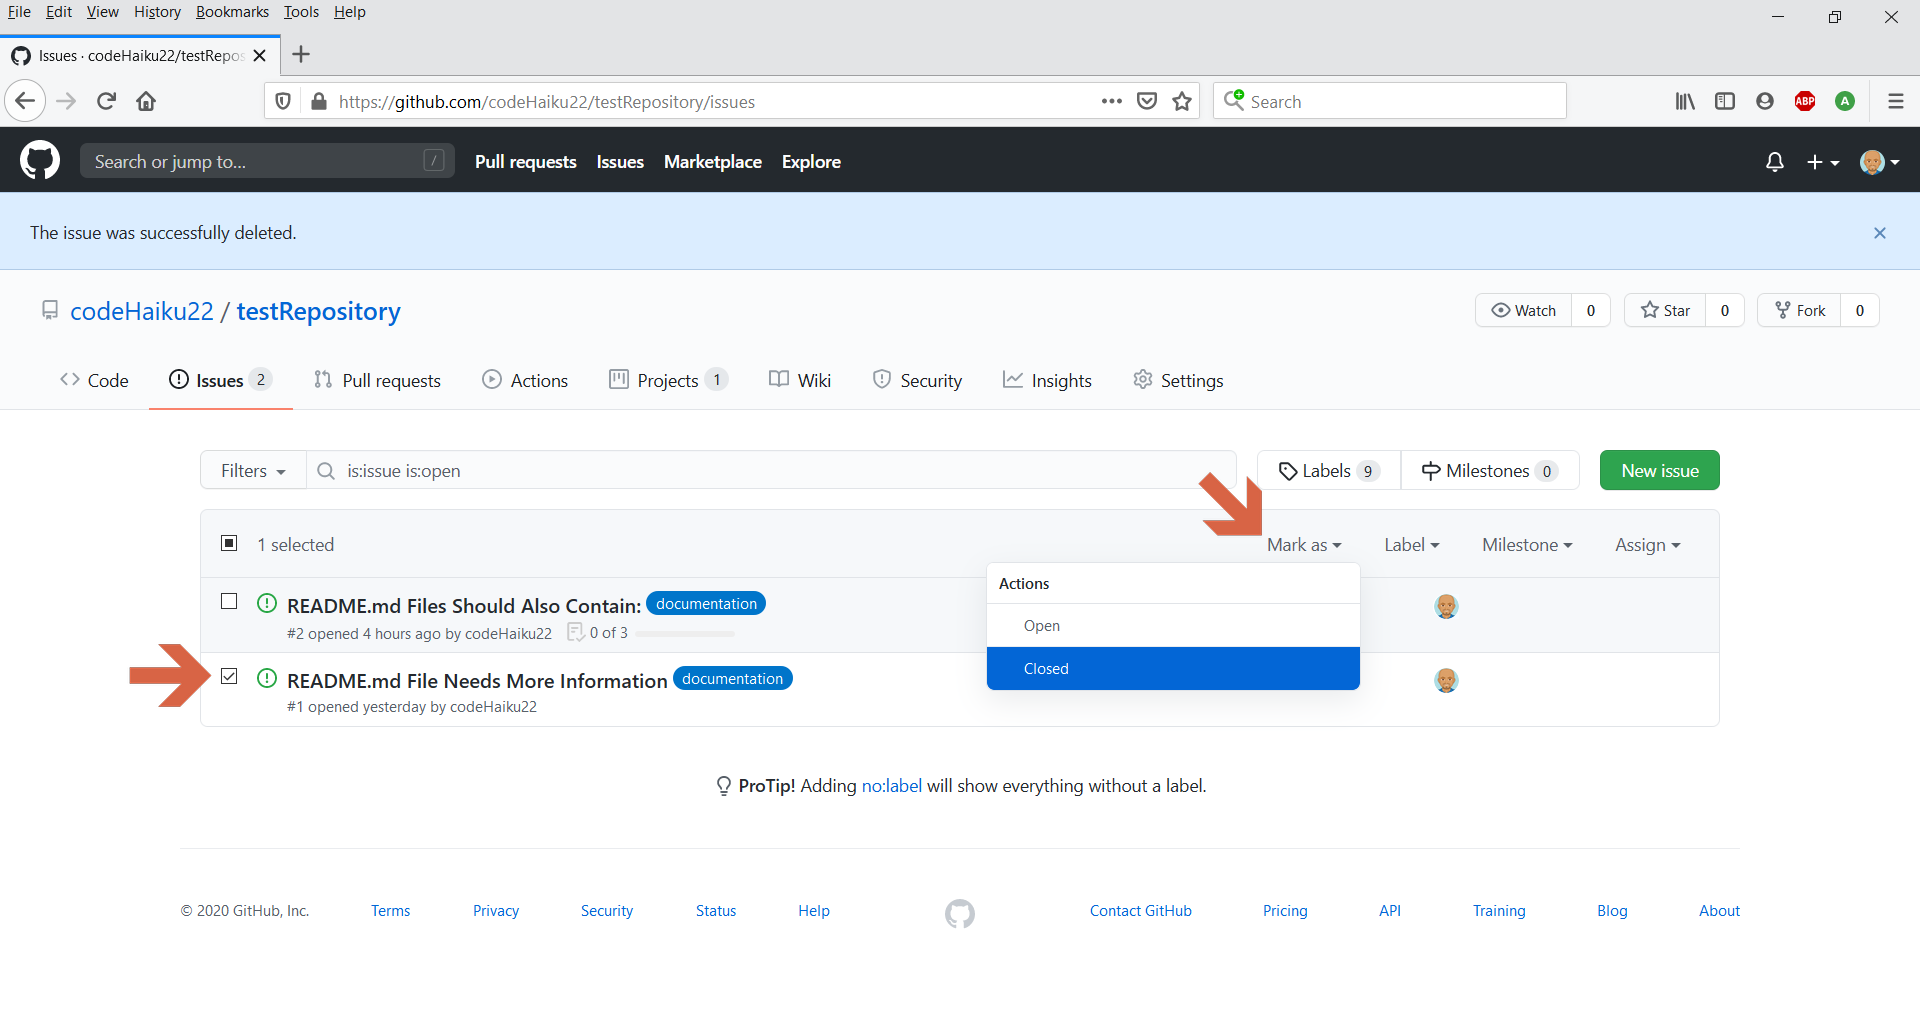 File Edit View History Bookmarks Tools Help
Issues · codeHaiku22/testRepos
https://github.com/codeHaiku22/testRepository/issues
Search
ABP
A
Search or jump to...
/
Pull requests Issues Marketplace Explore
The issue was successfully deleted.
codeHaiku22 / testRepository
Watch 0 Star 0 Fork 0
Code Issues 2 Pull requests Actions Projects 1 Wiki Security Insights Settings
Filters is:issue is:open Labels 9 Milestones 0 New issue
1 selected Mark as Label Milestone Assign
Actions
Open
Closed
README.md Files Should Also Contain: documentation
#2 opened 4 hours ago by codeHaiku22 0 of 3
README.md File Needs More Information documentation
#1 opened yesterday by codeHaiku22
ProTip! Adding no:label will show everything without a label.
© 2020 GitHub, Inc. Terms Privacy Security Status Help Contact GitHub Pricing API Training Blog About